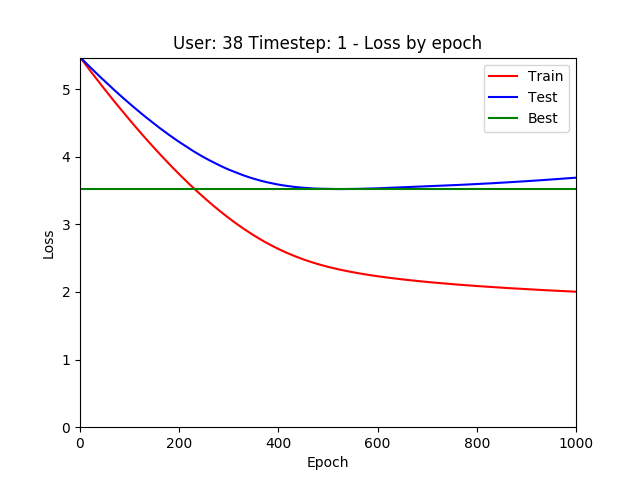 User: 38 Timestep: 1 - Loss by epoch
Train
Test
Best
5
4
3
2
1
0
Loss
0 200 400 600 800 1000
Epoch